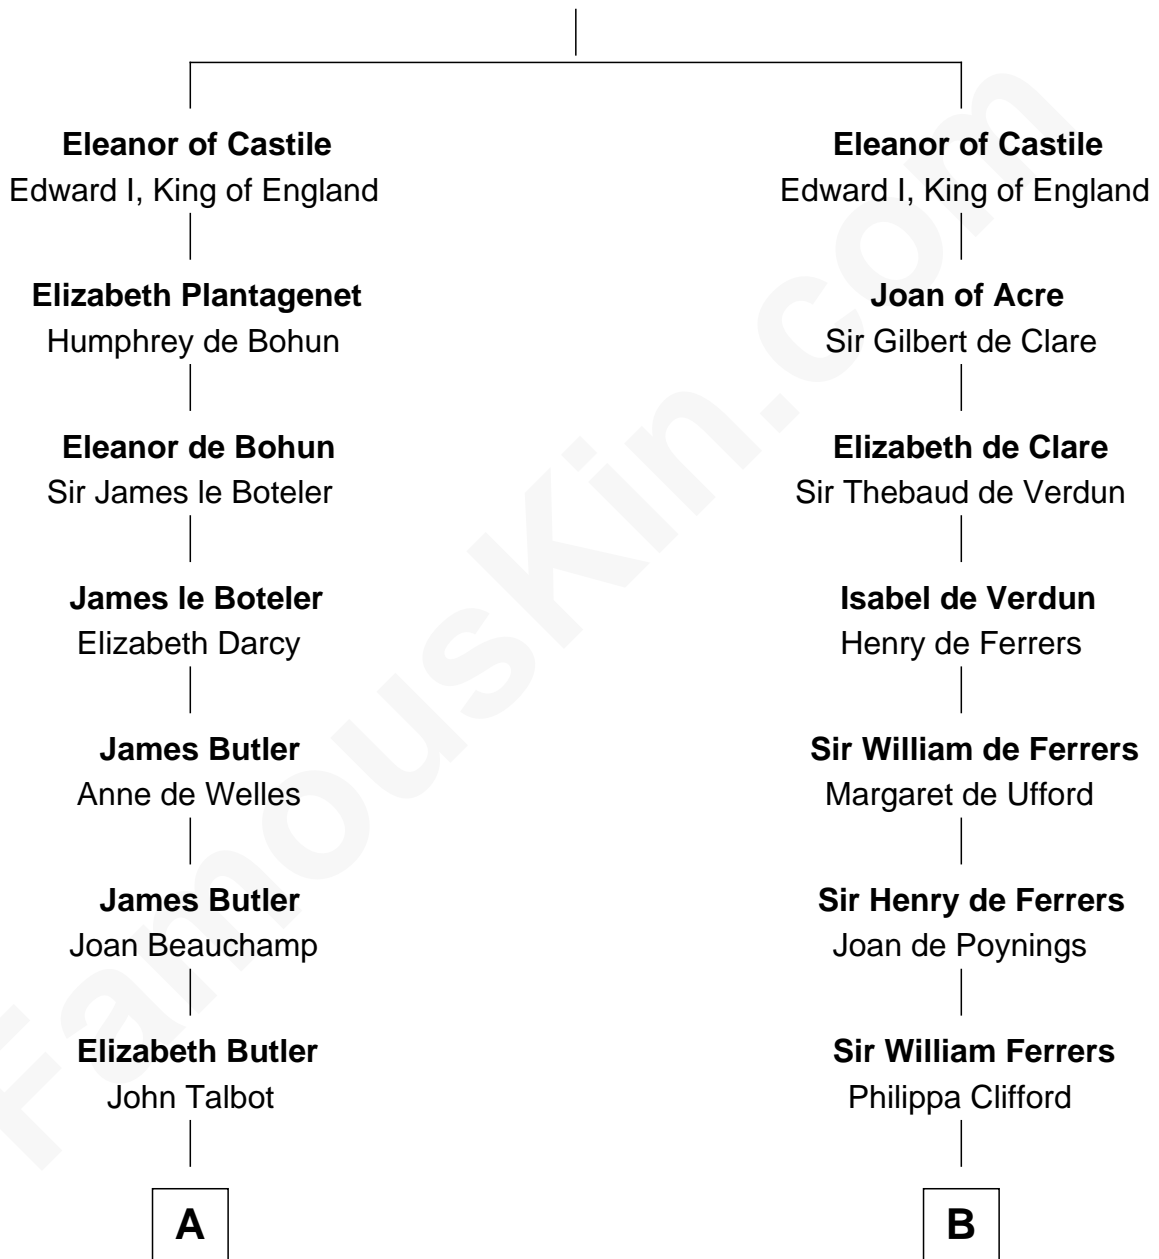 Eleanor of Castile
Edward I, King of England
Elizabeth Plantagenet
Humphrey de Bohun
Eleanor de Bohun
Sir James le Boteler
James le Boteler
Elizabeth Darcy
James Butler
Anne de Welles
James Butler
Joan Beauchamp
Elizabeth Butler
John Talbot
A
Eleanor of Castile
Edward I, King of England
Joan of Acre
Sir Gilbert de Clare
Elizabeth de Clare
Sir Thebaud de Verdun
Isabel de Verdun
Henry de Ferrers
Sir William de Ferrers
Margaret de Ufford
Sir Henry de Ferrers
Joan de Poynings
Sir William Ferrers
Philippa Clifford
B
FamousKin.com